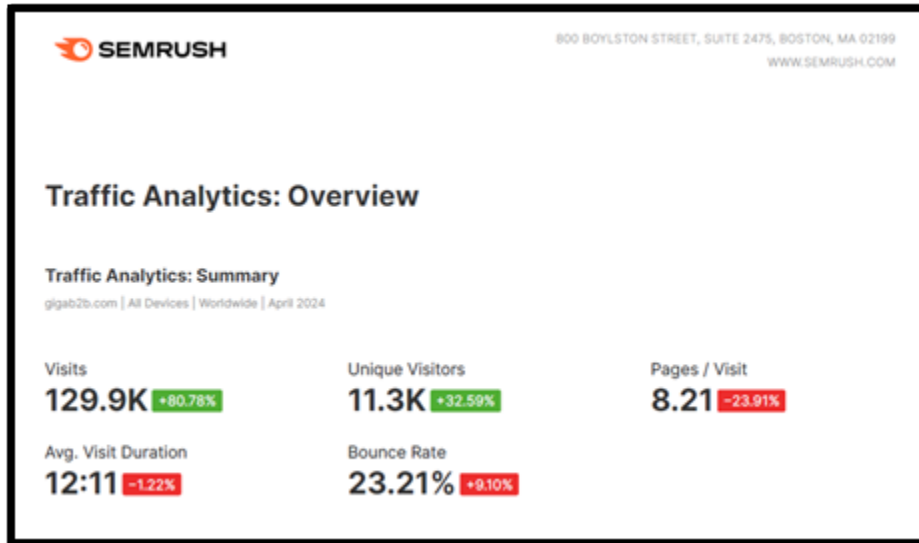 SEMRUSH
800 BOYLSTON STREET, SUITE 2475, BOSTON, MA 02199
WWW.SEMRUSH.COM
Traffic Analytics: Overview
Traffic Analytics: Summary
gigab2b.com | All Devices | Worldwide | April 2024
Visits Unique Visitors Pages / Visit
129.9K +80.78% 11.3K +32.59% 8.21 −23.91%
Avg. Visit Duration Bounce Rate
12:11 −1.22% 23.21% +9.10%